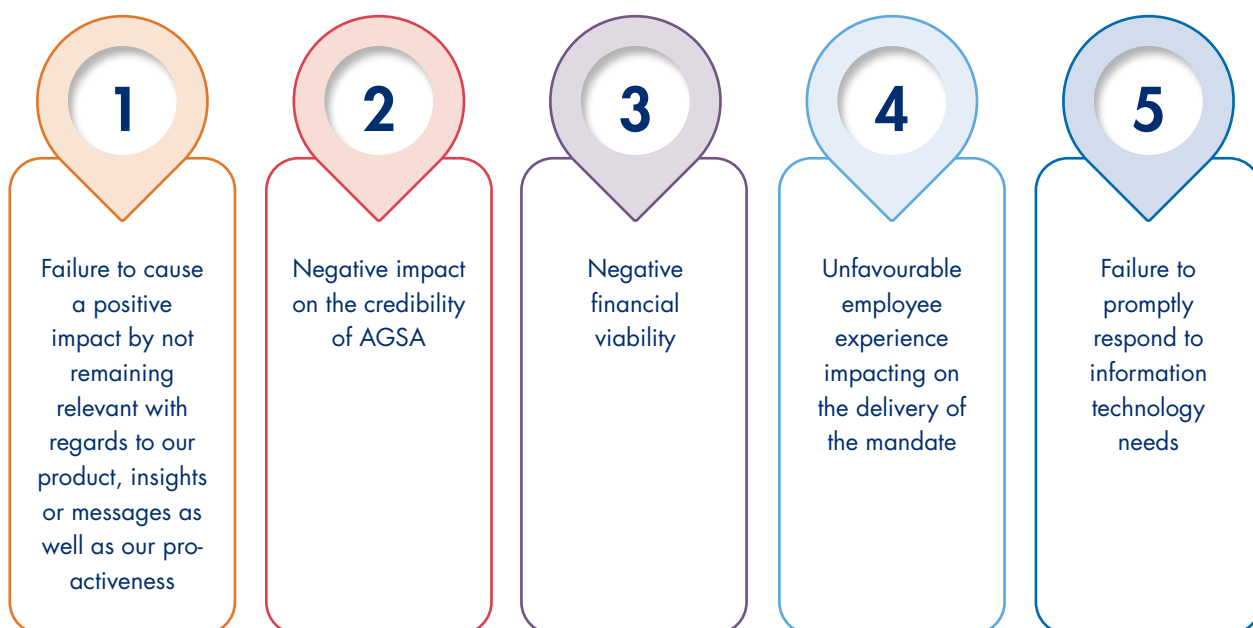 1
Failure to cause
a positive
impact by not
remaining
relevant with
regards to our
product, insights
or messages as
well as our pro-
activeness
2
Negative impact
on the credibility
of AGSA
3
Negative
financial
viability
4
Unfavourable
employee
experience
impacting on
the delivery of
the mandate
5
Failure to
promptly
respond to
information
technology
needs